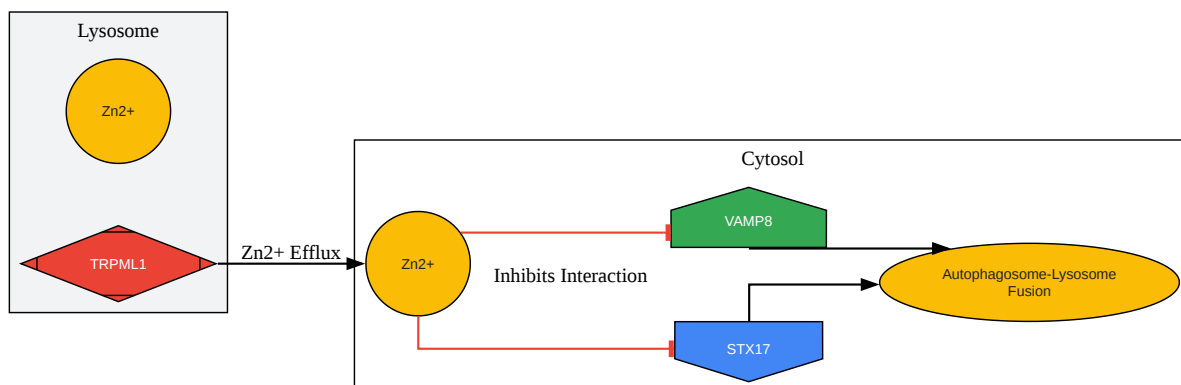 Lysosome
Zn2+
TRPML1
Zn2+ Efflux
Cytosol
Zn2+
Inhibits Interaction
VAMP8
STX17
Autophagosome-Lysosome
Fusion